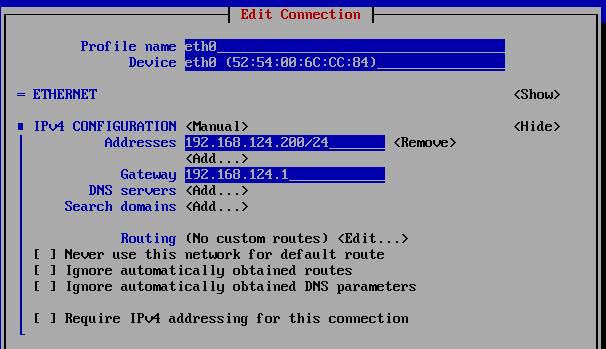 Edit Connection
Profile name eth0
Device eth0 (52:54:00:6C:CC:84)
= ETHERNET <Show>
IPv4 CONFIGURATION <Manual> <Hide>
Addresses 192.168.124.200/24 <Remove>
<Add...>
Gateway 192.168.124.1
DNS servers <Add...>
Search domains <Add...>
Routing (No custom routes) <Edit...>
[ ] Never use this network for default route
[ ] Ignore automatically obtained routes
[ ] Ignore automatically obtained DNS parameters
[ ] Require IPv4 addressing for this connection